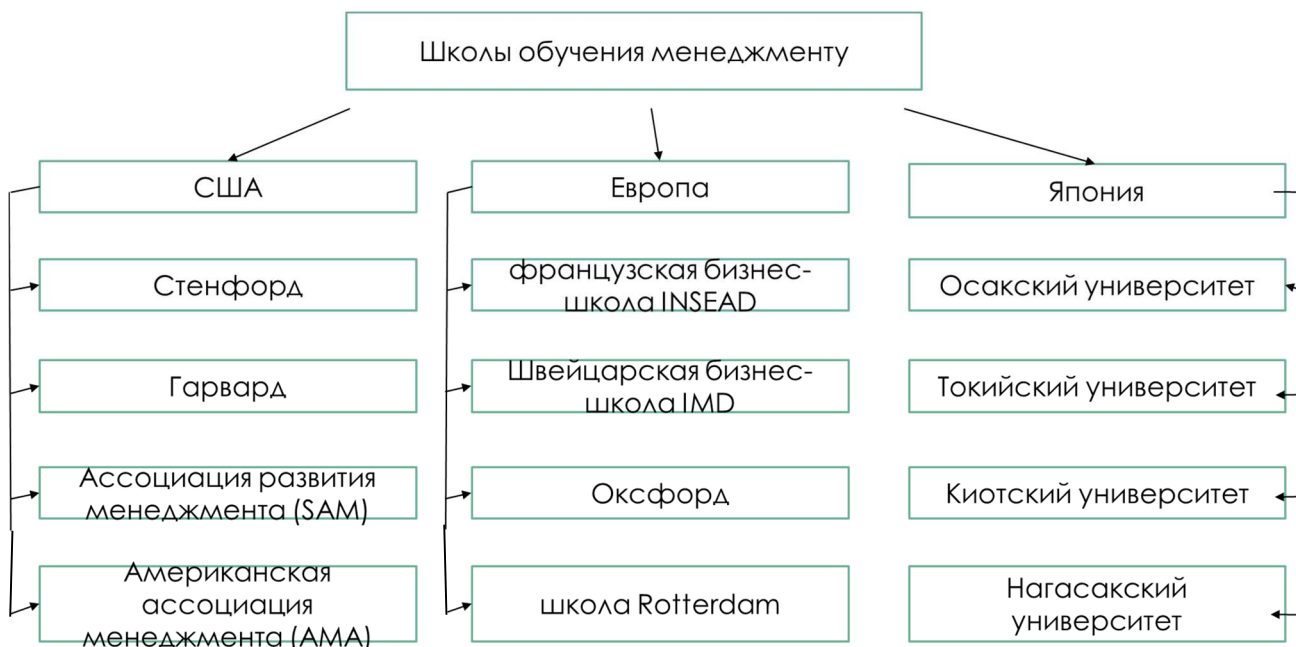 Школы обучения менеджменту
США
Европа
Япония
Стенфорд
французская бизнес-
школа INSEAD
Осакский университет
Гарвард
Швейцарская бизнес-
школа IMD
Токийский университет
Ассоциация развития
менеджмента (SAM)
Оксфорд
Киотский университет
Американская
ассоциация
менеджмента (АМА)
школа Rotterdam
Нагасакский
университет